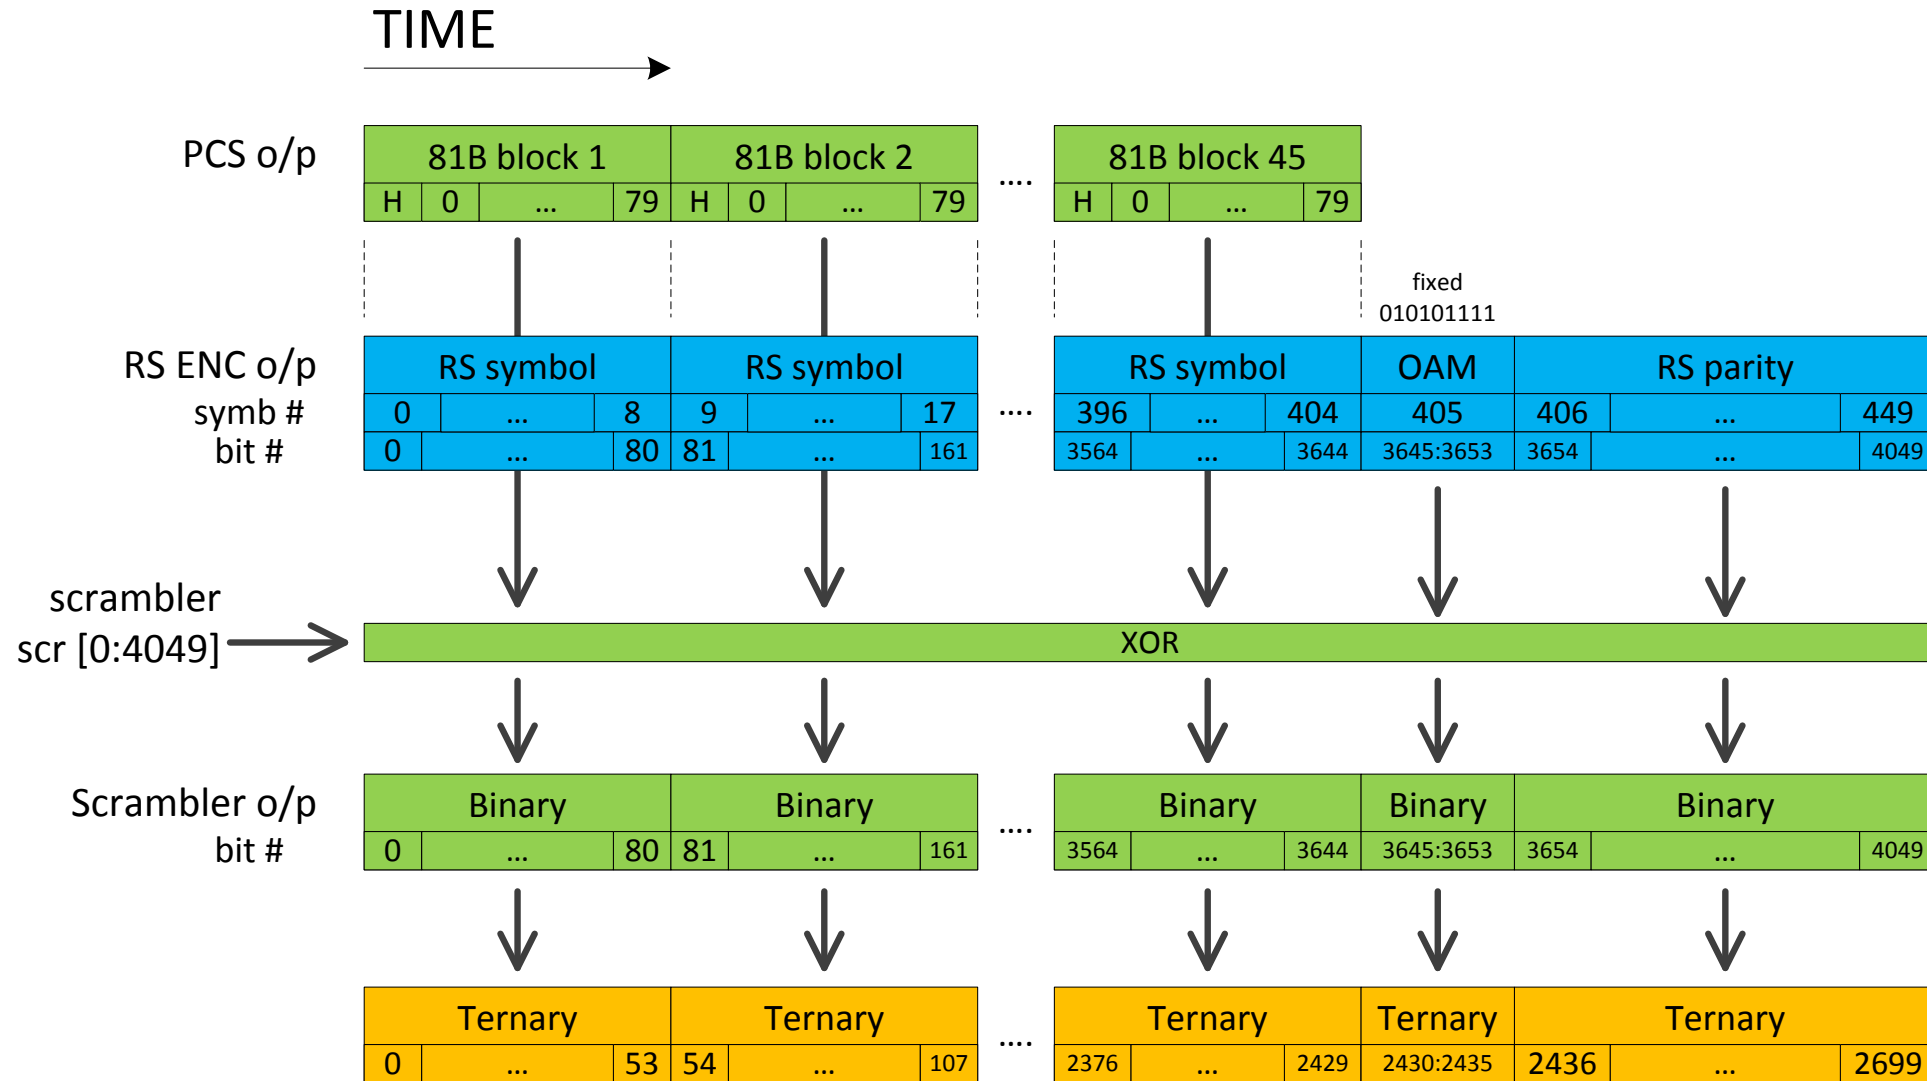 TIME
PCS o/p
81B block 1 81B block 2 .... 81B block 45
H 0 ... 79 H 0 ... 79 H 0 ... 79
fixed
010101111
RS ENC o/p
RS symbol RS symbol RS symbol OAM RS parity
symb #
0 ... 8 9 ... 17 .... 396 ... 404 405 406 ... 449
bit #
0 ... 80 81 ... 161 3564 ... 3644 3645:3653 3654 ... 4049
scrambler
scr [0:4049]
XOR
Scrambler o/p
Binary Binary .... Binary Binary Binary
bit #
0 ... 80 81 ... 161 3564 ... 3644 3645:3653 3654 ... 4049
Ternary Ternary .... Ternary Ternary Ternary
0 ... 53 54 ... 107 2376 ... 2429 2430:2435 2436 ... 2699